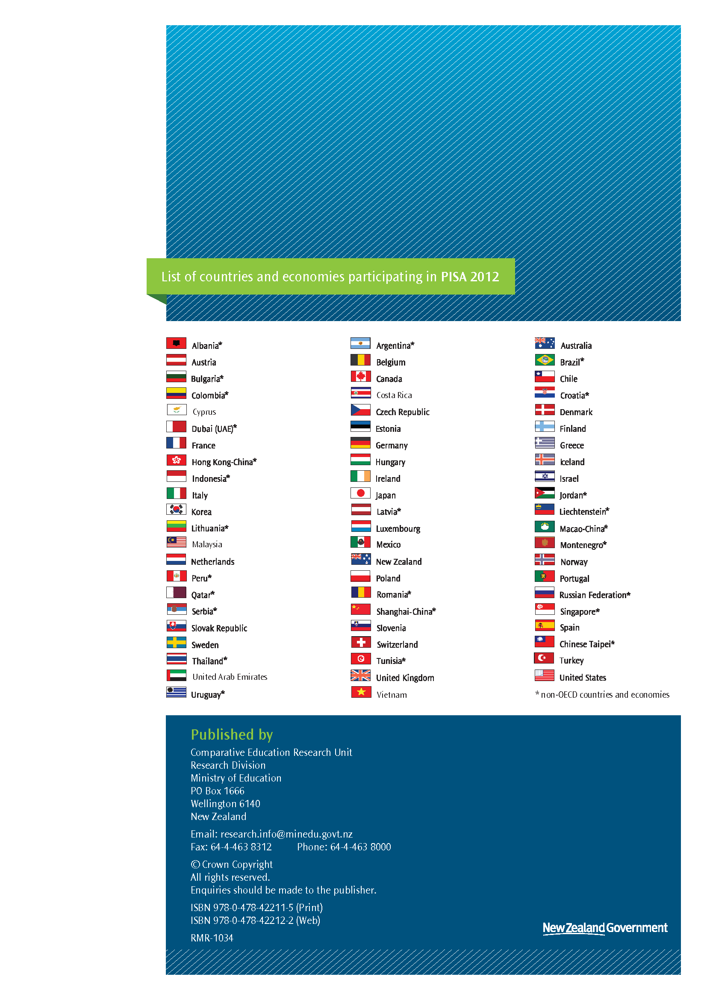 List of countries and economies participating in PISA 2012
Albania* Argentina* Australia
Austria Belgium Brazil*
Bulgaria* Canada Chile
Colombia* Costa Rica Croatia*
Cyprus Czech Republic Denmark
Dubai (UAE)* Estonia Finland
France Germany Greece
Hong Kong-China* Hungary Iceland
Indonesia* Ireland Israel
Italy Japan Jordan*
Korea Latvia* Liechtenstein*
Lithuania* Luxembourg Macao-China*
Malaysia Mexico Montenegro*
Netherlands New Zealand Norway
Peru* Poland Portugal
Qatar* Romania* Russian Federation*
Serbia* Shanghai-China* Singapore*
Slovak Republic Slovenia Spain
Sweden Switzerland Chinese Taipei*
Thailand* Tunisia* Turkey
United Arab Emirates United Kingdom United States
Uruguay* Vietnam * non-OECD countries and economies
Published by
Comparative Education Research Unit
Research Division
Ministry of Education
PO Box 1666
Wellington 6140
New Zealand
Email: research.info@minedu.govt.nz
Fax: 64-4-463 8312 Phone: 64-4-463 8000
© Crown Copyright
All rights reserved.
Enquiries should be made to the publisher.
ISBN 978-0-478-42211-5 (Print)
ISBN 978-0-478-42212-2 (Web)
RMR-1034
New Zealand Government